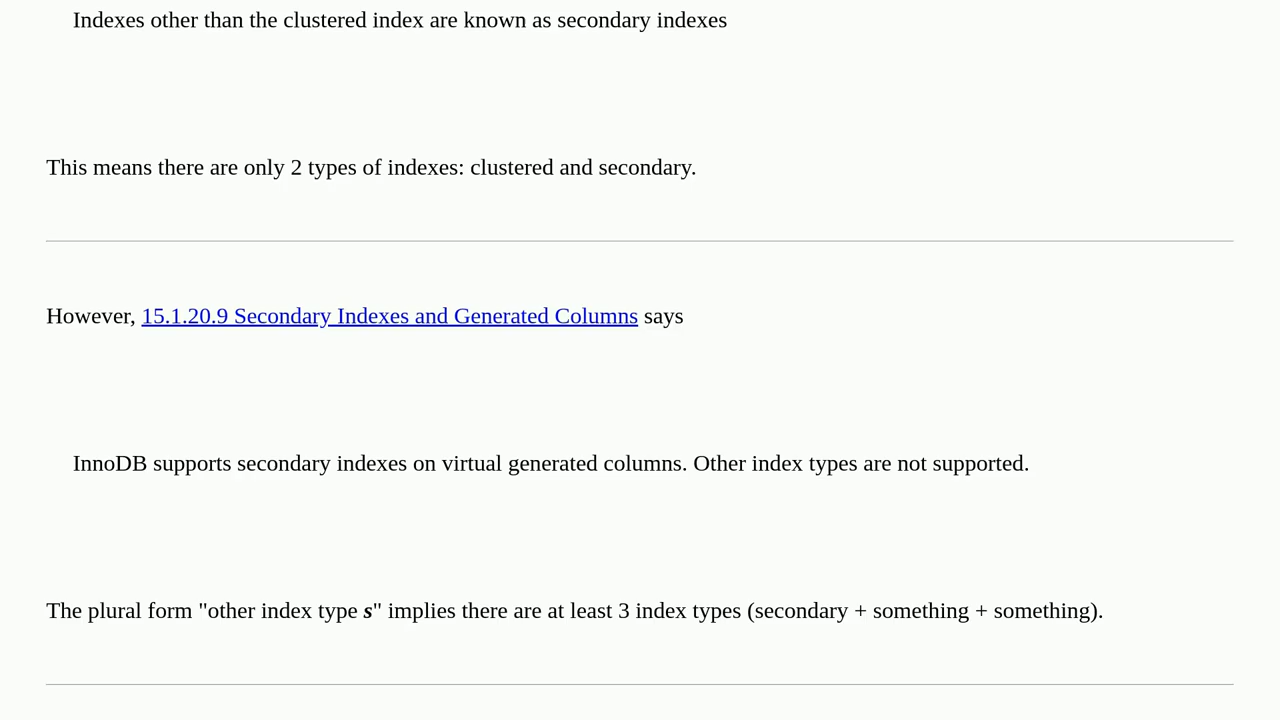 Indexes other than the clustered index are known as secondary indexes
This means there are only 2 types of indexes: clustered and secondary.
However, 15.1.20.9 Secondary Indexes and Generated Columns says
InnoDB supports secondary indexes on virtual generated columns. Other index types are not supported.
The plural form "other index type s" implies there are at least 3 index types (secondary + something + something).